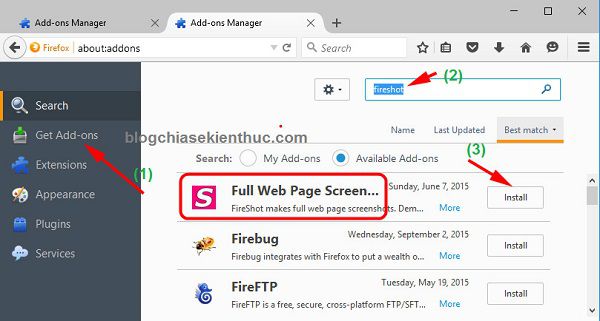 Add-ons Manager
Add-ons Manager
Firefox
about:addons
Search
(2)
fireshot
Search
Get Add-ons
Extensions
Appearance
Plugins
Services
(1)
blogchiasekienthuc.com
Name
Last Updated
Best match
(3)
Search:
My Add-ons
Available Add-ons
Full Web Page Screen...
Sunday, June 7, 2015
Install
FireShot makes full web page screenshots. Dem...
More
Firebug
Wednesday, September 2, 2015
Install
Firebug integrates with Firefox to put a wealth o...
More
FireFTP
Tuesday, May 19, 2015
Install
FireFTP is a free, secure, cross-platform FTP/SFT...
More